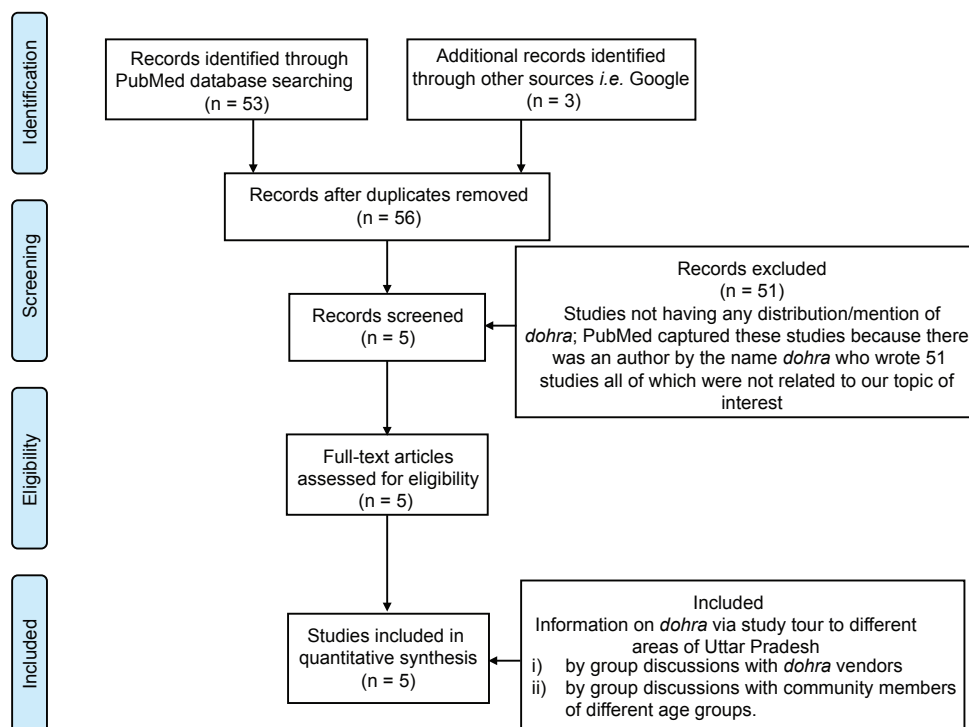 Identification
Records identified through
PubMed database searching
(n = 53)
Additional records identified
through other sources i.e. Google
(n = 3)
Records after duplicates removed
(n = 56)
Screening
Records excluded
(n = 51)
Studies not having any distribution/mention of
dohra; PubMed captured these studies because there
was an author by the name dohra who wrote 51
studies all of which were not related to our topic of
interest
Records screened
(n = 5)
Eligibility
Full-text articles
assessed for eligibility
(n = 5)
Included
Studies included in
quantitative synthesis
(n = 5)
Included
Information on dohra via study tour to different
areas of Uttar Pradesh
i) by group discussions with dohra vendors
ii) by group discussions with community members
of different age groups.